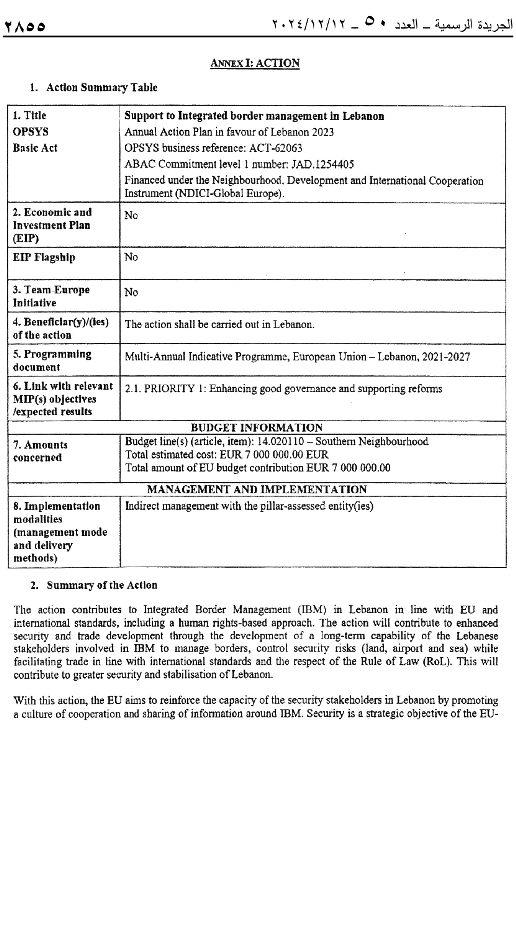 الجريدة الرسمية ــ العدد ٥٠ ــ ٢٠٢٤/١٢/١٢
٢٨٥٥
ANNEX I: ACTION
1. Action Summary Table
1. Title
OPSYS
Basic Act
Support to Integrated border management in Lebanon
Annual Action Plan in favour of Lebanon 2023
OPSYS business reference: ACT-62063
ABAC Commitment level 1 number: JAD.1254405
Financed under the Neighbourhood, Development and International Cooperation
Instrument (NDICI-Global Europe).
2. Economic and
Investment Plan
(EIP)
No
EIP Flagship
No
3. Team Europe
Initiative
No
4. Beneficiar(y)/(ies)
of the action
The action shall be carried out in Lebanon.
5. Programming
document
Multi-Annual Indicative Programme, European Union – Lebanon, 2021-2027
6. Link with relevant
MIP(s) objectives
/expected results
2.1. PRIORITY 1: Enhancing good governance and supporting reforms
BUDGET INFORMATION
7. Amounts
concerned
Budget line(s) (article, item): 14.020110 – Southern Neighbourhood
Total estimated cost: EUR 7 000 000.00 EUR
Total amount of EU budget contribution EUR 7 000 000.00
MANAGEMENT AND IMPLEMENTATION
8. Implementation
modalities
(management mode
and delivery
methods)
Indirect management with the pillar-assessed entity(ies)
2. Summary of the Action
The action contributes to Integrated Border Management (IBM) in Lebanon in line with EU and
international standards, including a human rights-based approach. The action will contribute to enhanced
security and trade development through the development of a long-term capability of the Lebanese
stakeholders involved in IBM to manage borders, control security risks (land, airport and sea) while
facilitating trade in line with international standards and the respect of the Rule of Law (RoL). This will
contribute to greater security and stabilisation of Lebanon.
With this action, the EU aims to reinforce the capacity of the security stakeholders in Lebanon by promoting
a culture of cooperation and sharing of information around IBM. Security is a strategic objective of the EU-